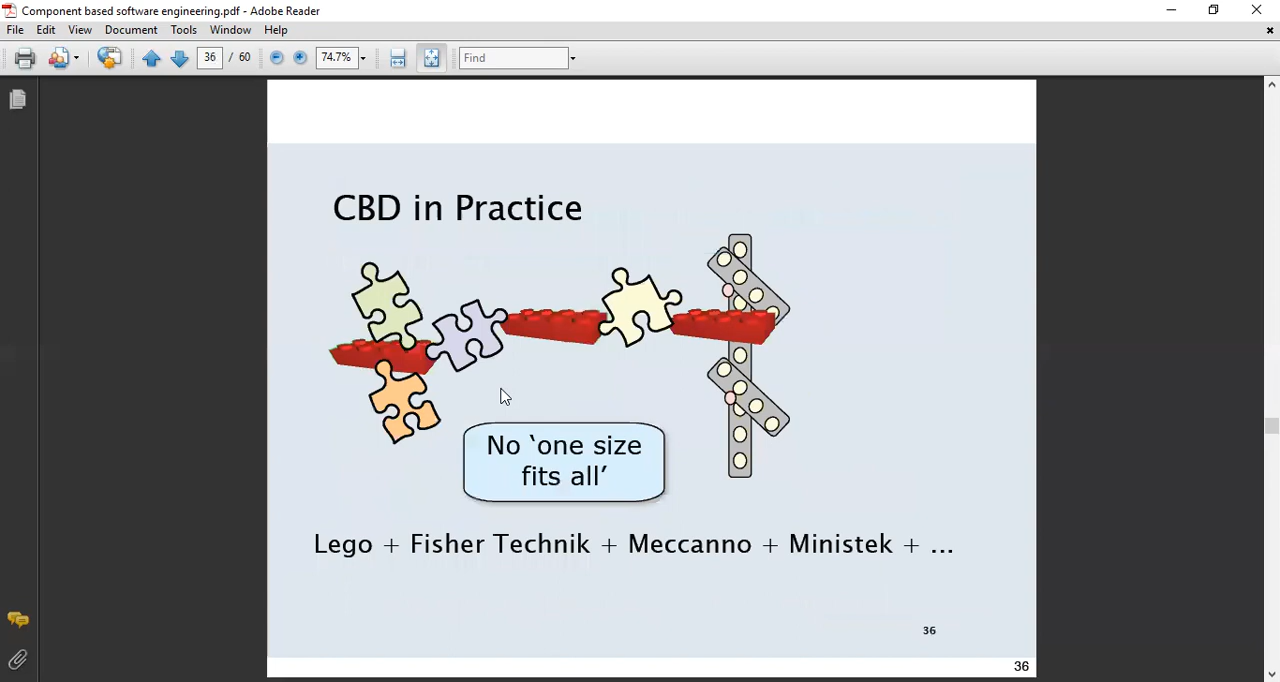 Component based software engineering.pdf - Adobe Reader
File Edit View Document Tools Window Help
36 / 60 74.7% Find
CBD in Practice
No ‘one size
fits all’
Lego + Fisher Technik + Meccanno + Ministek + ...
36
36